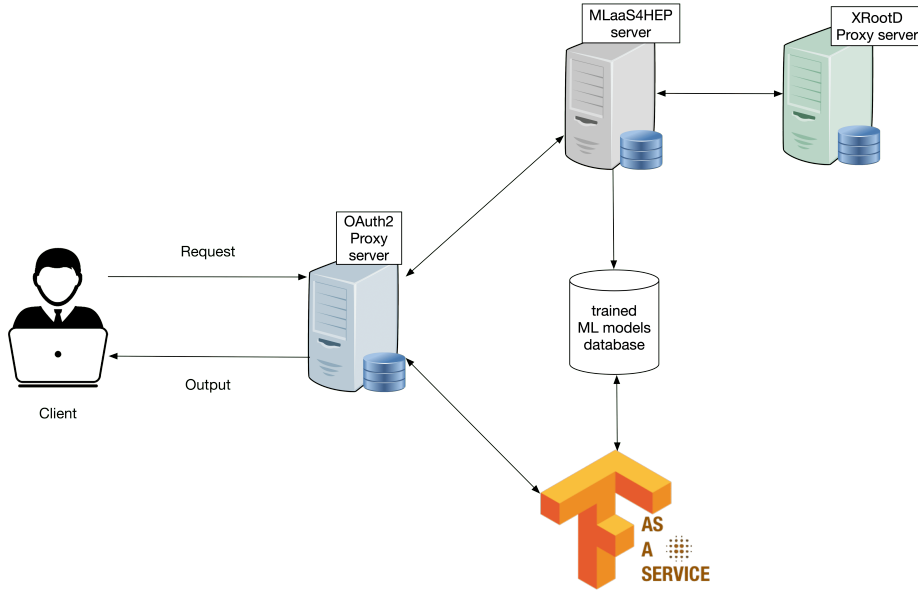 MLaaS4HEP
server
XRootD
Proxy server
OAuth2
Proxy
server
Request
Output
Client
trained
ML models
database
AS
A
SERVICE